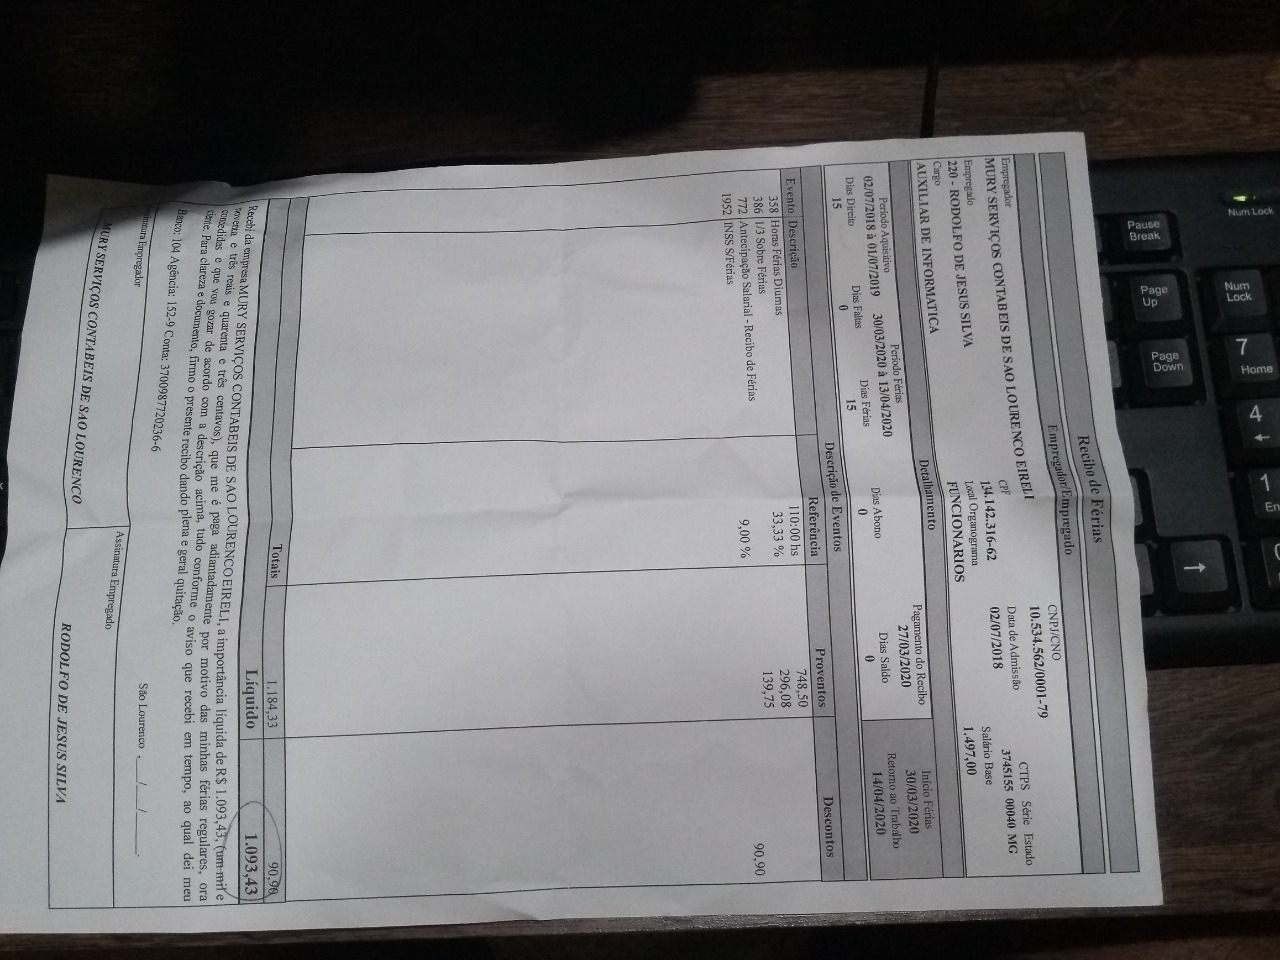 Recibo de Férias
Empregador/Empregado
Empregador CNPJ/CNO
MURY SERVIÇOS CONTABEIS DE SAO LOURENCO EIRELI 10.534.562/0001-79
Empregado CPF Data de Admissão CTPS Série Estado
220 - RODOLFO DE JESUS SILVA 134.142.316-62 02/07/2018 3745155 00040 MG
Cargo Local Organograma Salário Base
AUXILIAR DE INFORMATICA FUNCIONARIOS 1.497,00
Detalhamento
Período Aquisitivo Período Férias Pagamento do Recibo Início Férias
02/07/2018 à 01/07/2019 30/03/2020 à 13/04/2020 27/03/2020 30/03/2020
Dias Direito Dias Faltas Dias Férias Dias Abono Dias Saldo Retorno ao Trabalho
15 0 15 0 0 14/04/2020
Descrição de Eventos
Evento Descrição Referência Proventos Descontos
358 Horas Férias Diurnas 110:00 hs 748,50
386 1/3 Sobre Férias 33,33 % 296,08
772 Antecipação Salarial - Recibo de Férias 139,75
1952 INSS S/Férias 9,00 % 90,90
Totais 1.184,33 90,90
Líquido 1.093,43
Recebi da empresa MURY SERVIÇOS CONTABEIS DE SAO LOURENCO EIRELI, a importância líquida de R$ 1.093,43, (um mil e
noventa e três reais e quarenta e três centavos), que me é paga adiantadamente por motivo das minhas férias regulares, ora
concedidas e que vou gozar de acordo com a descrição acima, tudo conforme o aviso que recebi em tempo, ao qual dei meu
ciente. Para clareza e documento, firmo o presente recibo dando plena e geral quitação.
Banco: 104 Agência: 152-9 Conta: 3700987720236-6
São Lourenco , ___/___/______.
Assinatura Empregador Assinatura Empregado
MURY SERVIÇOS CONTABEIS DE SAO LOURENCO RODOLFO DE JESUS SILVA
Num Lock
Pause
Break
Page
Up
Num
Lock
Page
Down
7
Home
4
←
1
↑